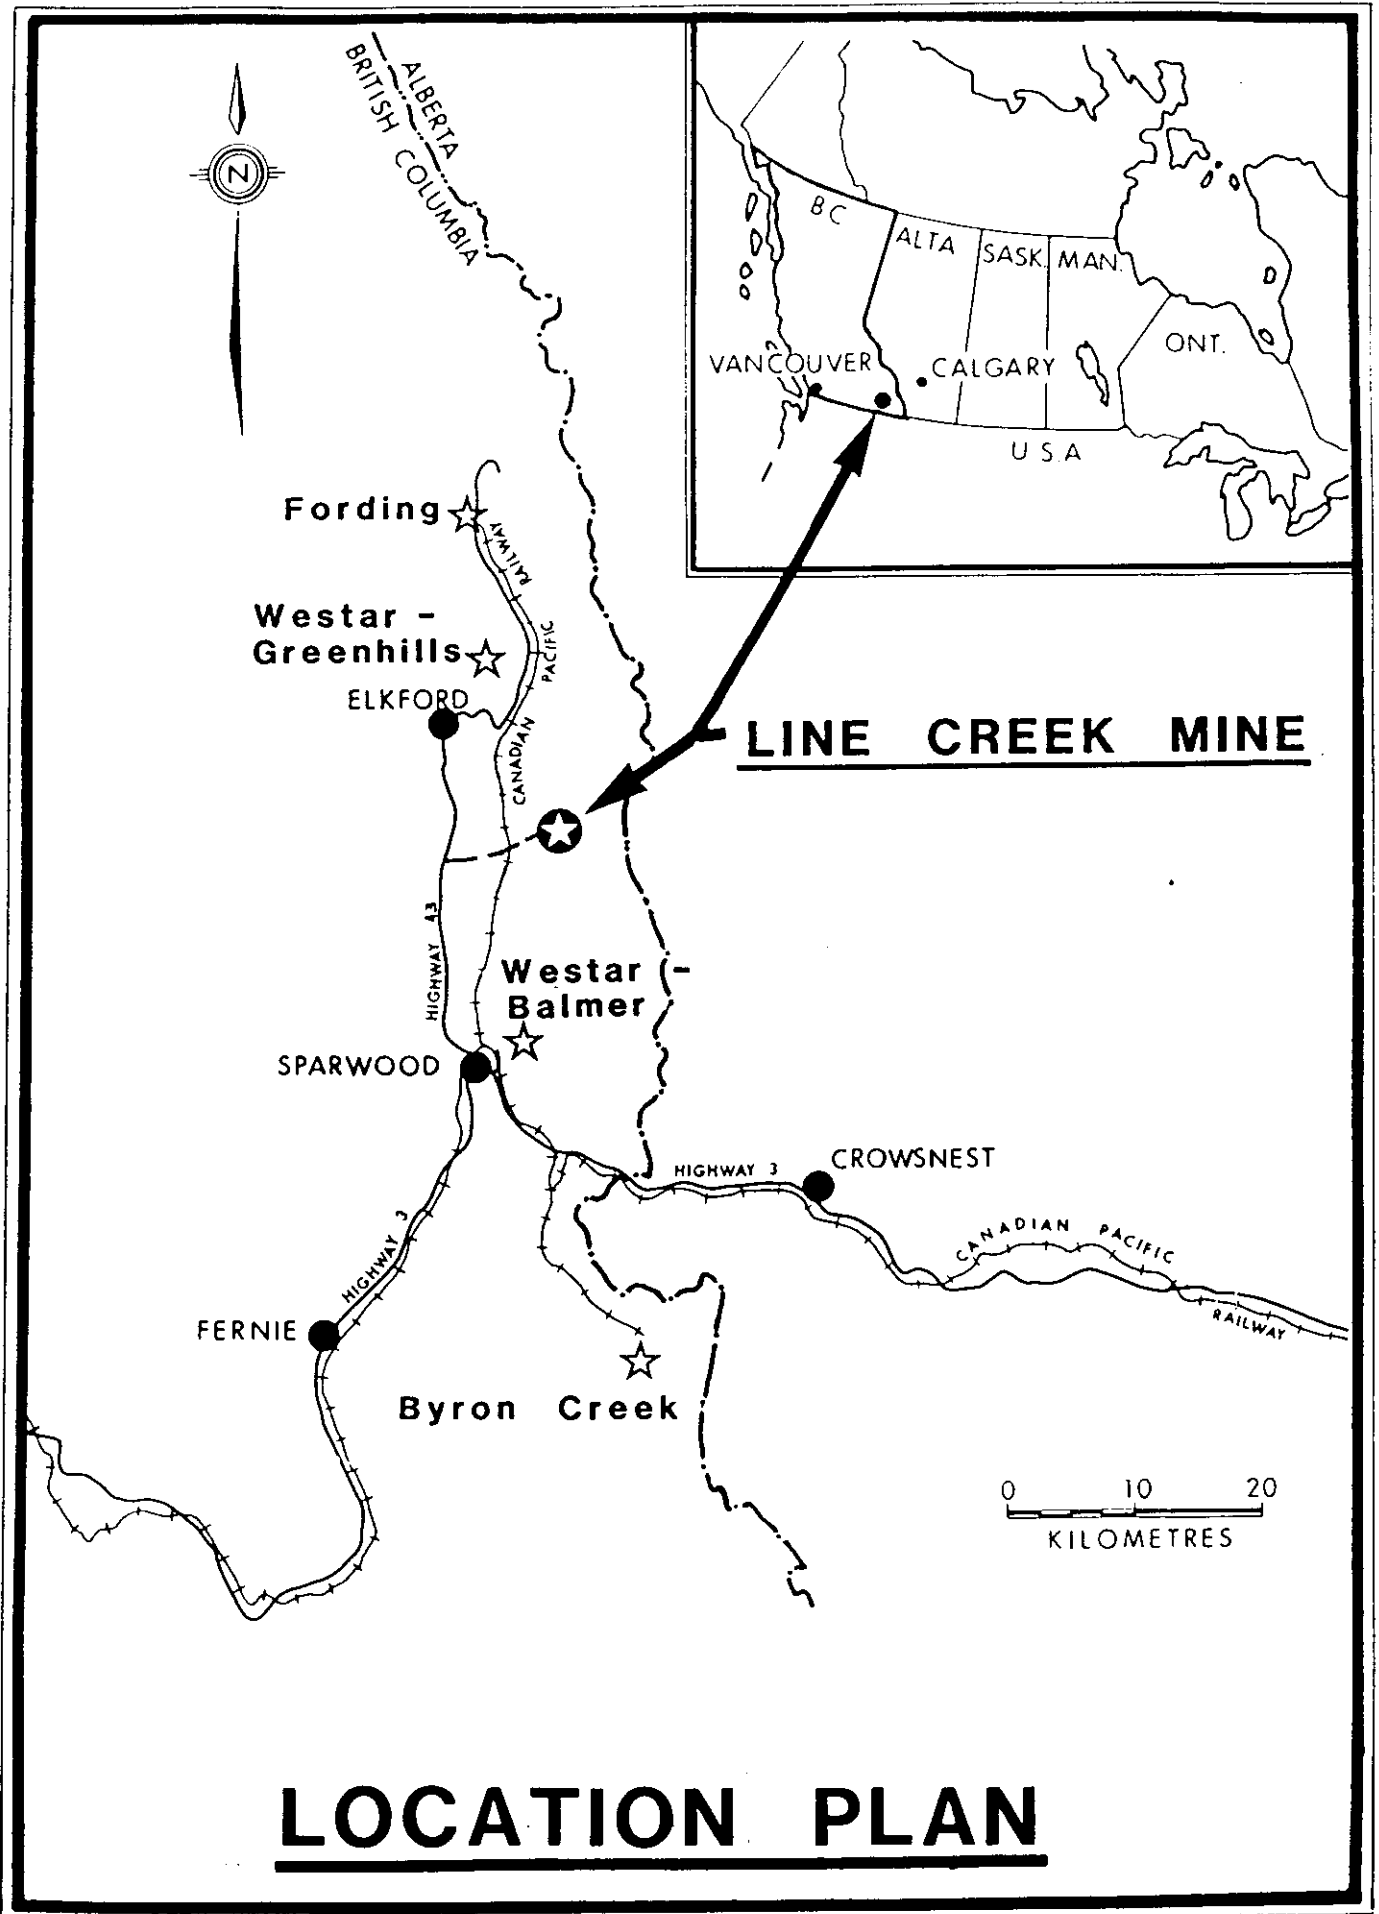 ALBERTA
BRITISH COLUMBIA
N
BC
ALTA
SASK.
MAN.
ONT.
VANCOUVER
CALGARY
U S A
Fording
RAILWAY
Westar -
Greenhills
PACIFIC
ELKFORD
CANADIAN
LINE CREEK MINE
HIGHWAY 43
Westar -
Balmer
SPARWOOD
HIGHWAY 3
CROWSNEST
HIGHWAY 3
CANADIAN PACIFIC
RAILWAY
FERNIE
Byron Creek
0 10 20
KILOMETRES
LOCATION PLAN